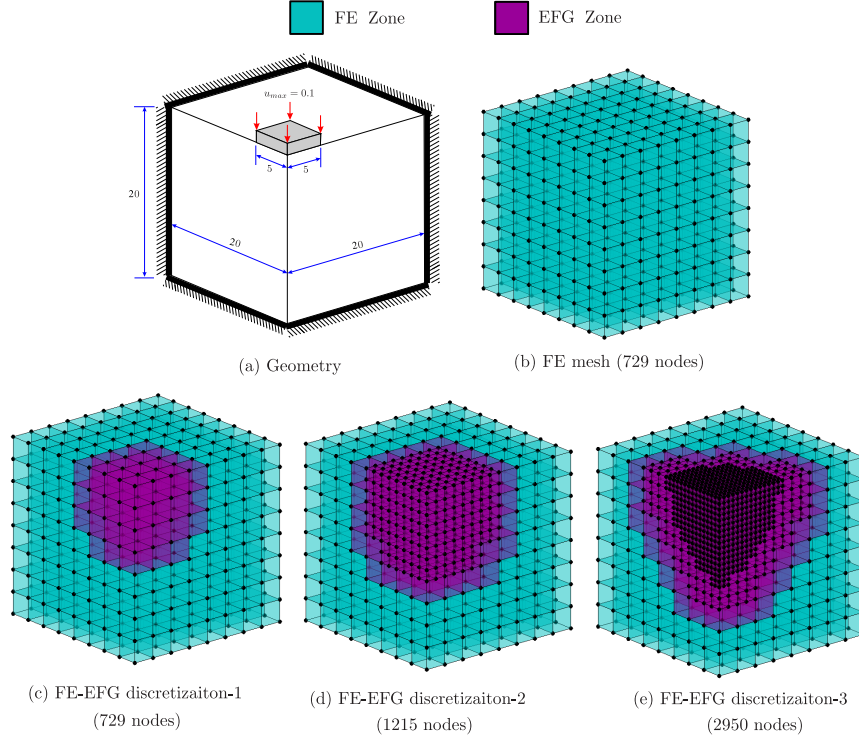 FE Zone
EFG Zone
u_max = 0.1
5
5
20
20
20
(a) Geometry
(b) FE mesh (729 nodes)
(c) FE-EFG discretizaiton-1
(729 nodes)
(d) FE-EFG discretizaiton-2
(1215 nodes)
(e) FE-EFG discretizaiton-3
(2950 nodes)